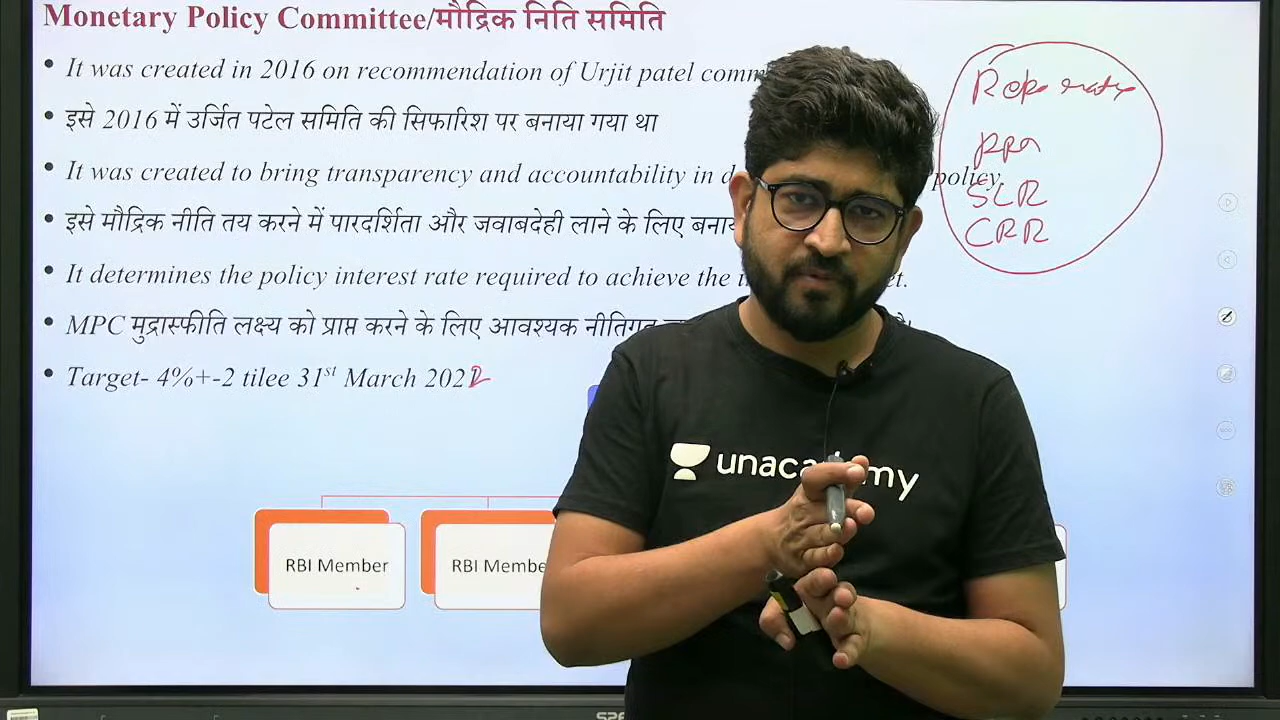 Monetary Policy Committee/मौद्रिक निति समिति
• It was created in 2016 on recommendation of Urjit patel comm
• इसे 2016 में उर्जित पटेल समिति की सिफारिश पर बनाया गया था
• It was created to bring transparency and accountability in d policy
• इसे मौद्रिक नीति तय करने में पारदर्शिता और जवाबदेही लाने के लिए बनाय
• It determines the policy interest rate required to achieve the
• MPC मुद्रास्फीति लक्ष्य को प्राप्त करने के लिए आवश्यक नीतिगत
• Target- 4%+-2 tilee 31st March 202
Repo rate
SLR
CRR
RBI Member
RBI Membe
unacademy